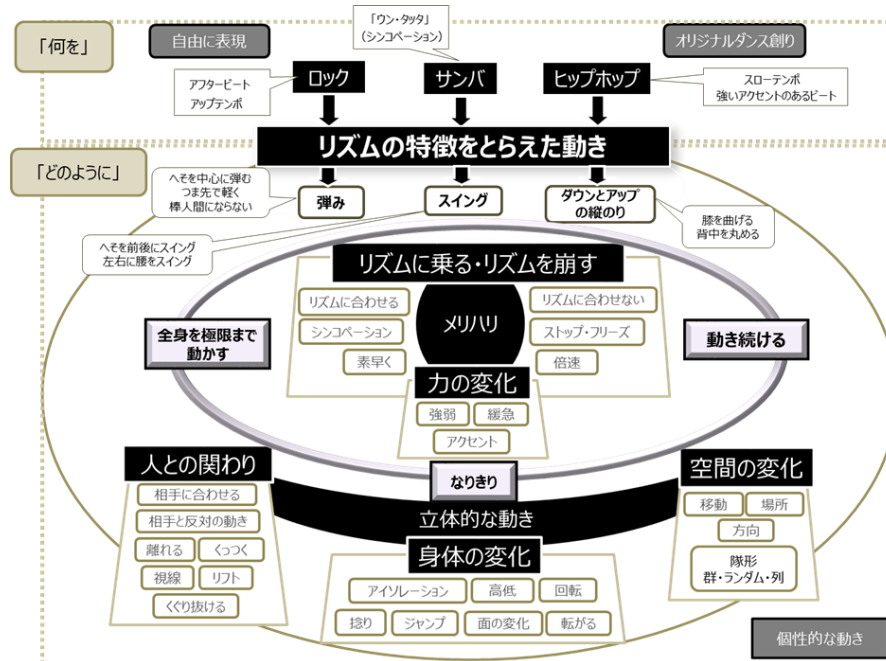 「何を」
自由に表現
「ウン・タッタ」
（シンコペーション）
オリジナルダンス創り
アフタービート
アップテンポ
ロック
サンバ
ヒップホップ
スローテンポ
強いアクセントのあるビート
リズムの特徴をとらえた動き
「どのように」
へそを中心に弾む
つま先で軽く
棒人間にならない
弾み
スイング
ダウンとアップ
の縦のり
膝を曲げる
背中を丸める
へそを前後にスイング
左右に腰をスイング
リズムに乗る・リズムを崩す
リズムに合わせる
シンコペーション
素早く
メリハリ
リズムに合わせない
ストップ・フリーズ
倍速
全身を極限まで
動かす
動き続ける
力の変化
強弱
緩急
アクセント
なりきり
人との関わり
相手に合わせる
相手と反対の動き
離れる
くっつく
視線
リフト
くぐり抜ける
立体的な動き
身体の変化
アイソレーション
高低
回転
捻り
ジャンプ
面の変化
転がる
空間の変化
移動
場所
方向
隊形
群・ランダム・列
個性的な動き